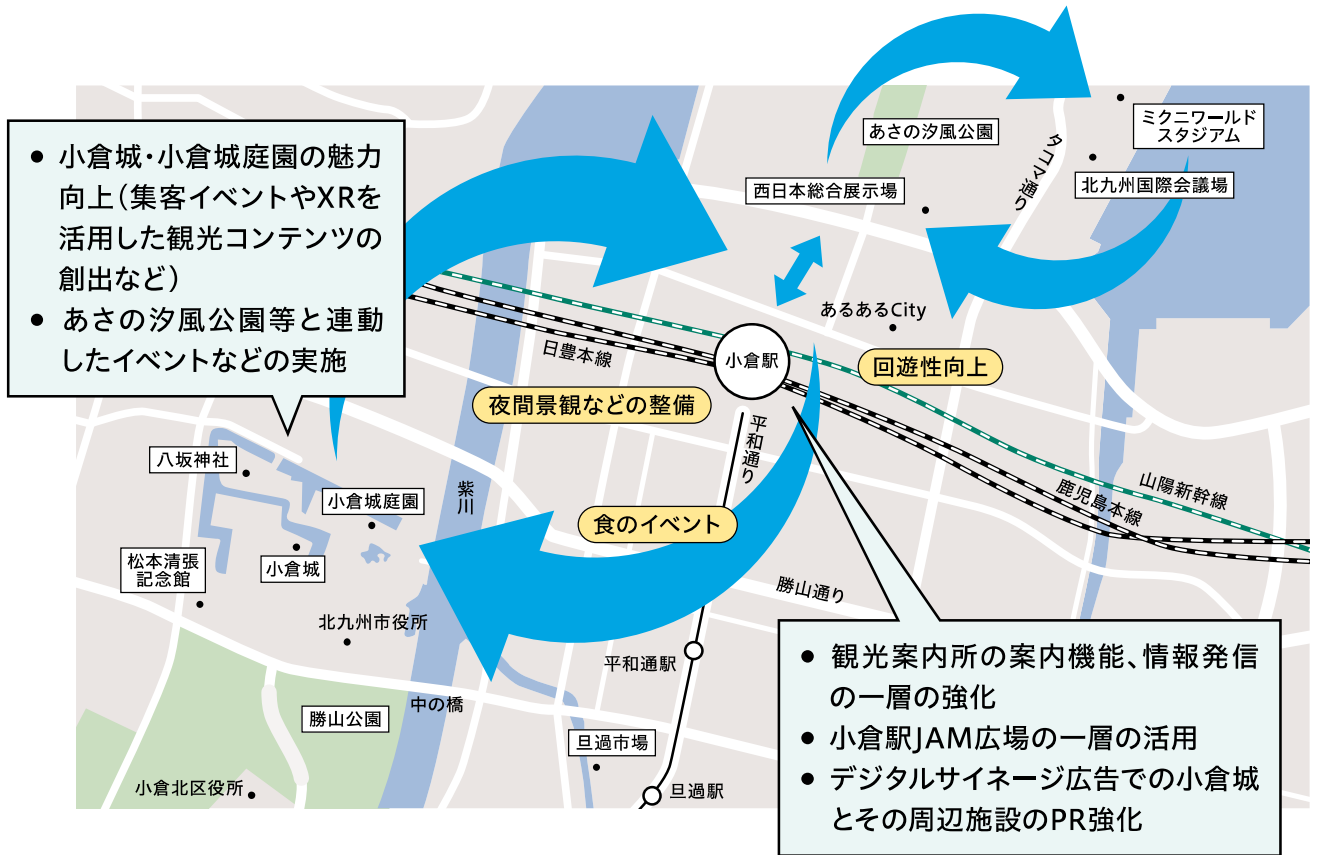 • 小倉城・小倉城庭園の魅力
向上（集客イベントやXRを
活用した観光コンテンツの
創出など）
• あさの汐風公園等と連動
したイベントなどの実施
あさの汐風公園
ミクニワールド
スタジアム
タコマ通り
西日本総合展示場
北九州国際会議場
あるあるCity
小倉駅
日豊本線
回遊性向上
夜間景観などの整備
平和通り
八坂神社
紫川
小倉城庭園
食のイベント
山陽新幹線
鹿児島本線
松本清張
記念館
小倉城
勝山通り
北九州市役所
平和通駅
中の橋
勝山公園
旦過市場
小倉北区役所
旦過駅
• 観光案内所の案内機能、情報発信
の一層の強化
• 小倉駅JAM広場の一層の活用
• デジタルサイネージ広告での小倉城
とその周辺施設のPR強化